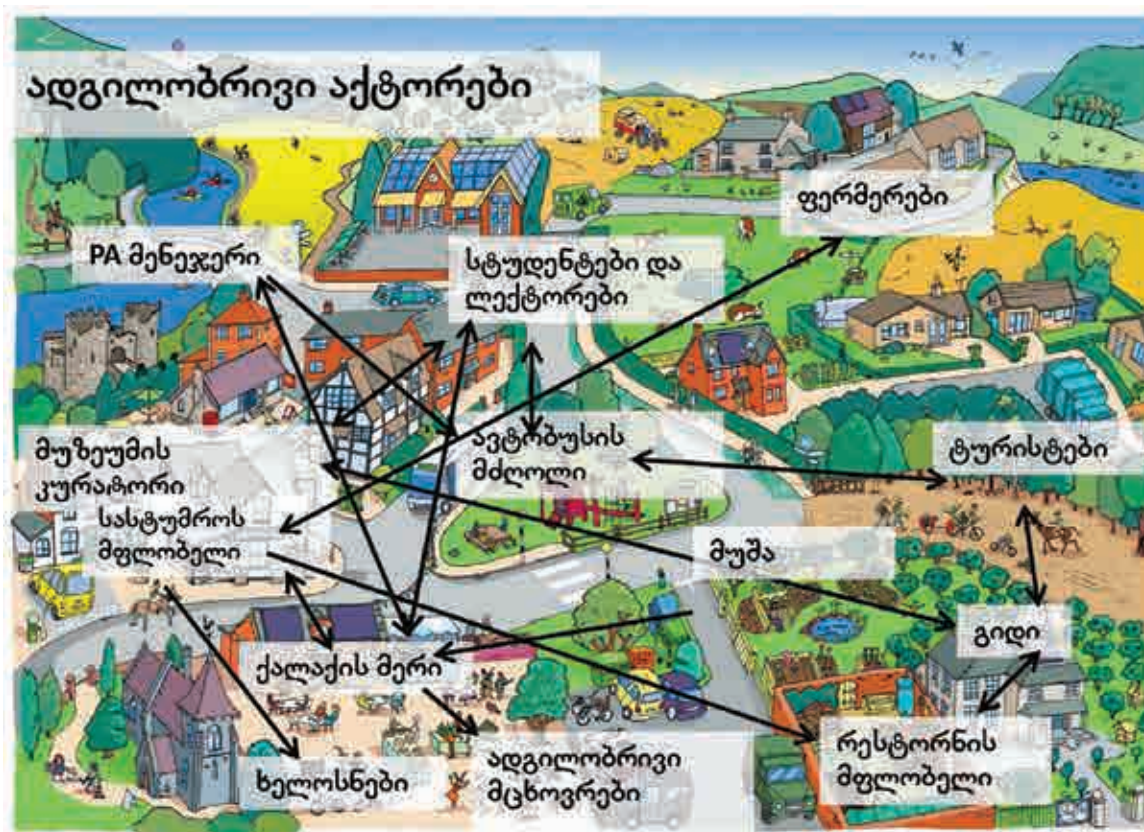 ადგილობრივი აქტორები
ფერმერები
PA მენეჯერი
სტუდენტები და
ლექტორები
მუზეუმის
კურატორი
ავტობუსის
მძღოლი
ტურისტები
სასტუმროს
მფლობელი
მუშა
გიდი
ქალაქის მერი
ხელოსნები
ადგილობრივი
მცხოვრები
რესტორნის
მფლობელი